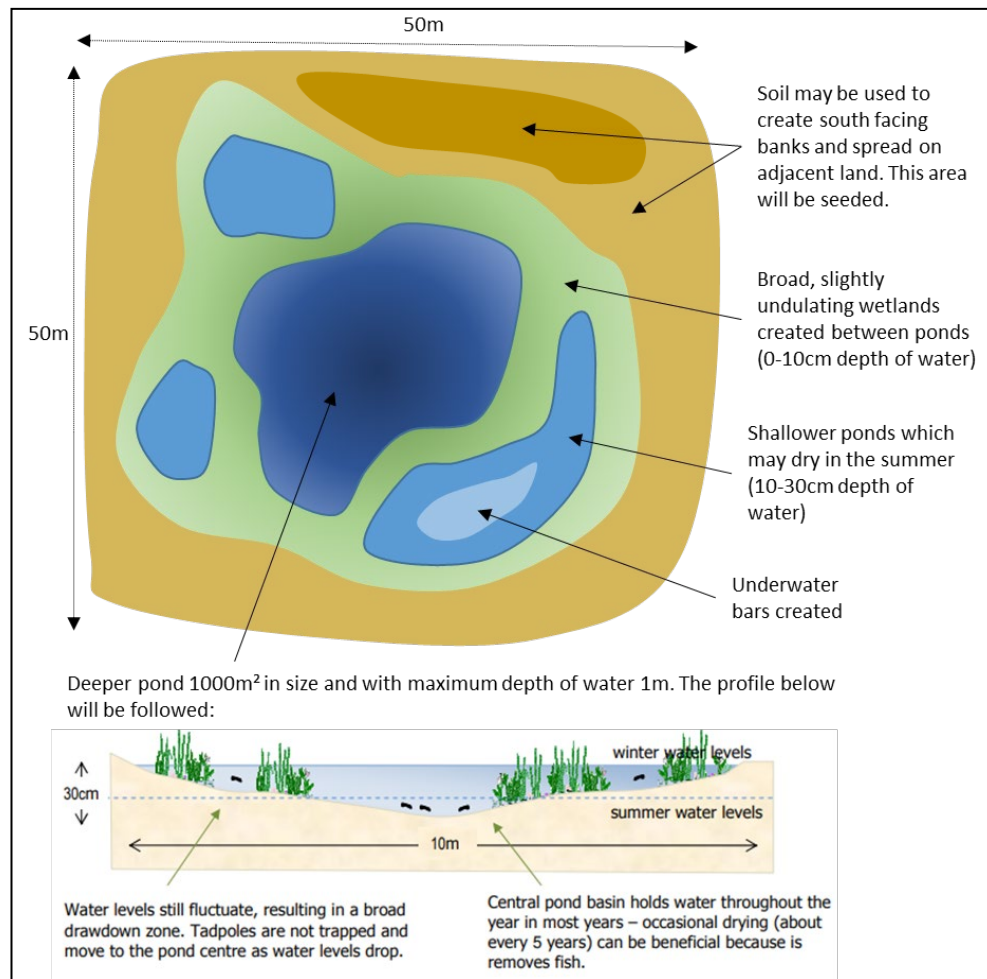 50m
50m
Soil may be used to
create south facing
banks and spread on
adjacent land. This area
will be seeded.
Broad, slightly
undulating wetlands
created between ponds
(0-10cm depth of water)
Shallower ponds which
may dry in the summer
(10-30cm depth of
water)
Underwater
bars created
Deeper pond 1000m² in size and with maximum depth of water 1m. The profile below
will be followed:
winter water levels
30cm
summer water levels
10m
Water levels still fluctuate, resulting in a broad
drawdown zone. Tadpoles are not trapped and
move to the pond centre as water levels drop.
Central pond basin holds water throughout the
year in most years – occasional drying (about
every 5 years) can be beneficial because is
removes fish.